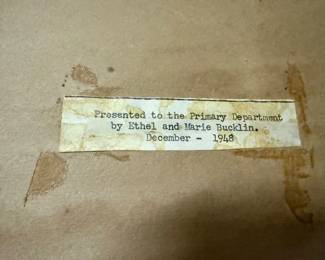 Presented to the Primary Department
by Ethel and Marie Bucklin.
December - 1948